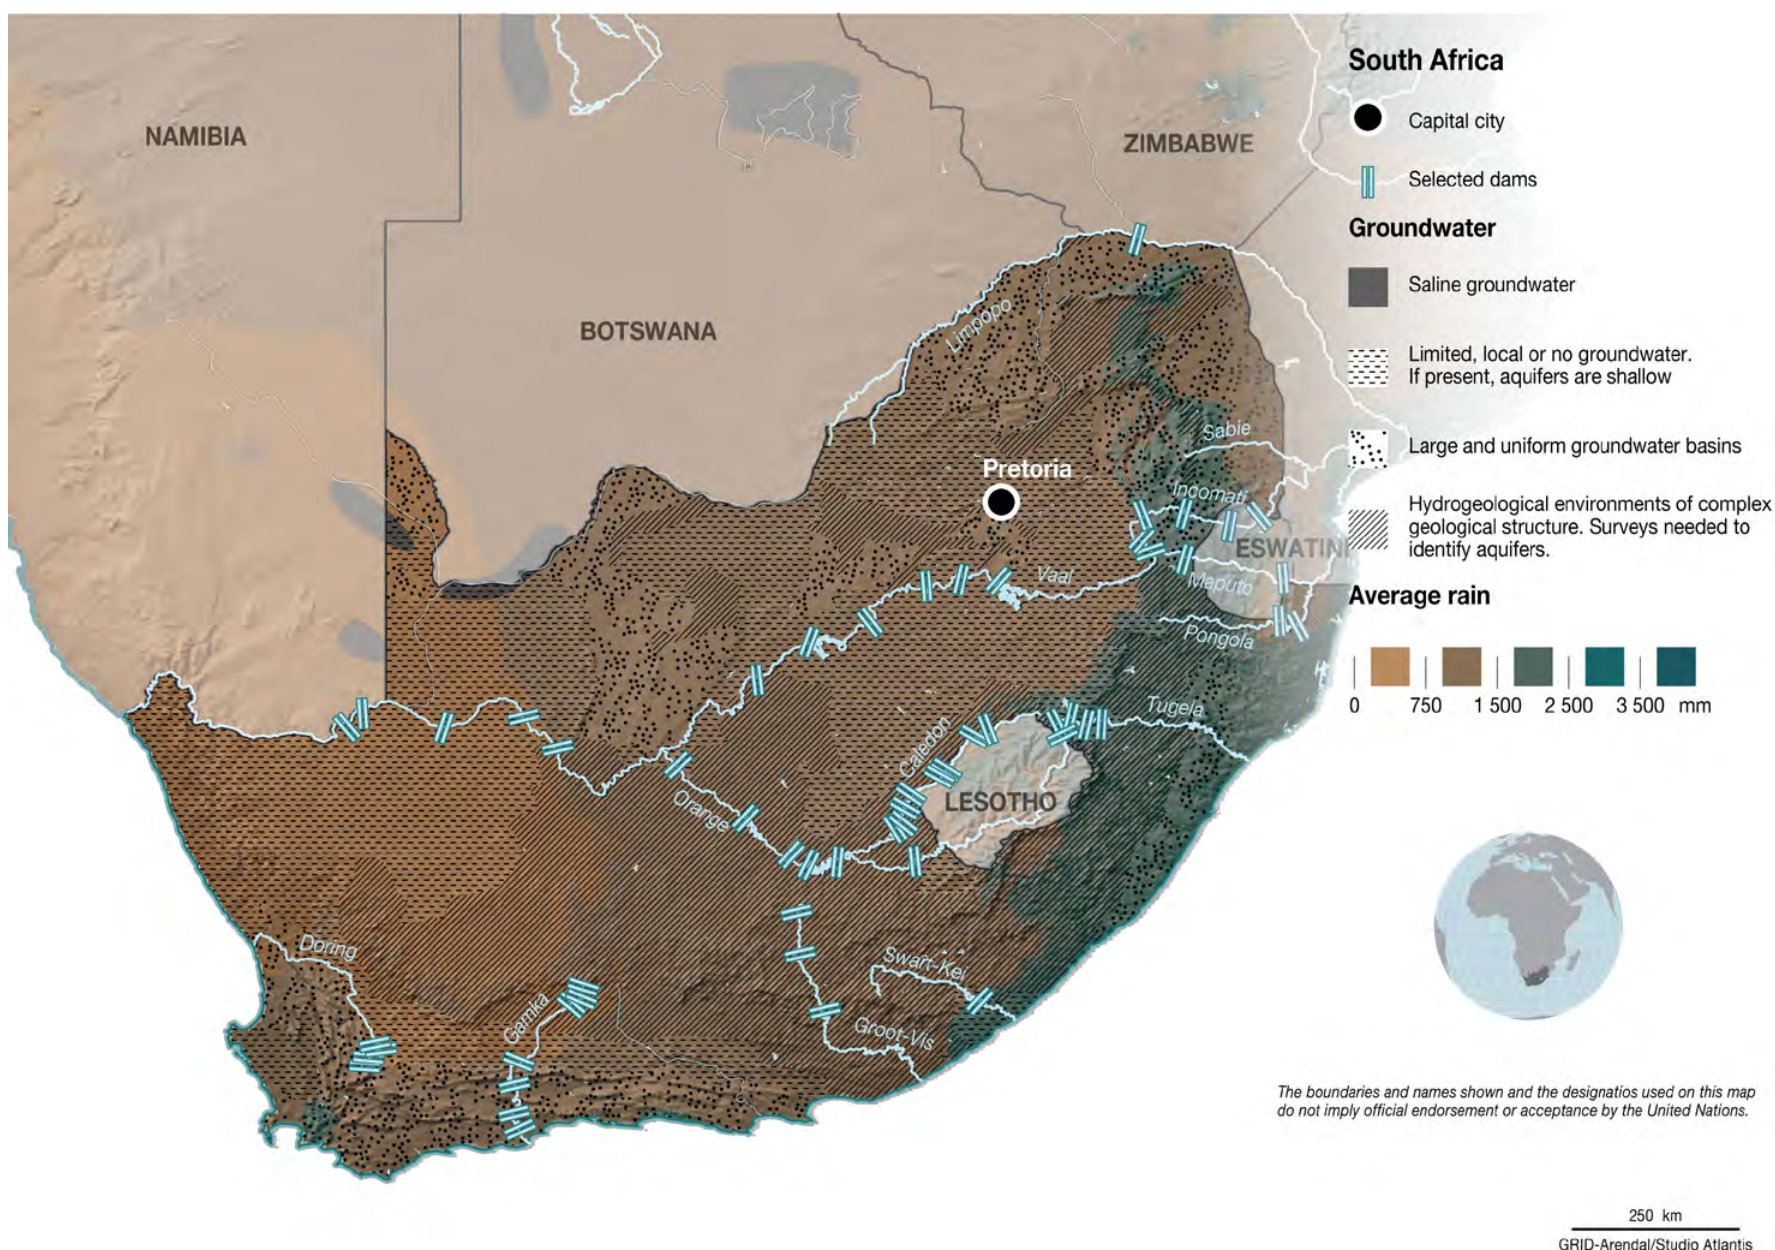 NAMIBIA
BOTSWANA
ZIMBABWE
Limpopo
Pretoria
Sabie
Incomati
ESWATINI
Maputo
Vaal
Pongola
Tugela
Caledon
LESOTHO
Orange
Doring
Gamka
Swart-Kei
Groot-Vis
South Africa
Capital city
Selected dams
Groundwater
Saline groundwater
Limited, local or no groundwater.
If present, aquifers are shallow
Large and uniform groundwater basins
Hydrogeological environments of complex
geological structure. Surveys needed to
identify aquifers.
Average rain
0 750 1 500 2 500 3 500 mm
The boundaries and names shown and the designatios used on this map
do not imply official endorsement or acceptance by the United Nations.
250 km
GRID-Arendal/Studio Atlantis